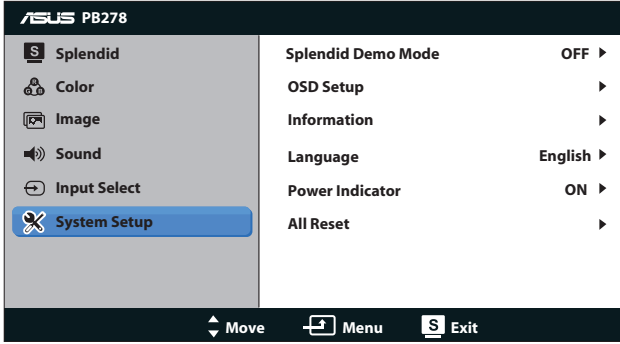 ASUS PB278
S Splendid
Color
Image
Sound
Input Select
System Setup
Splendid Demo Mode OFF
OSD Setup
Information
Language English
Power Indicator ON
All Reset
Move Menu S Exit